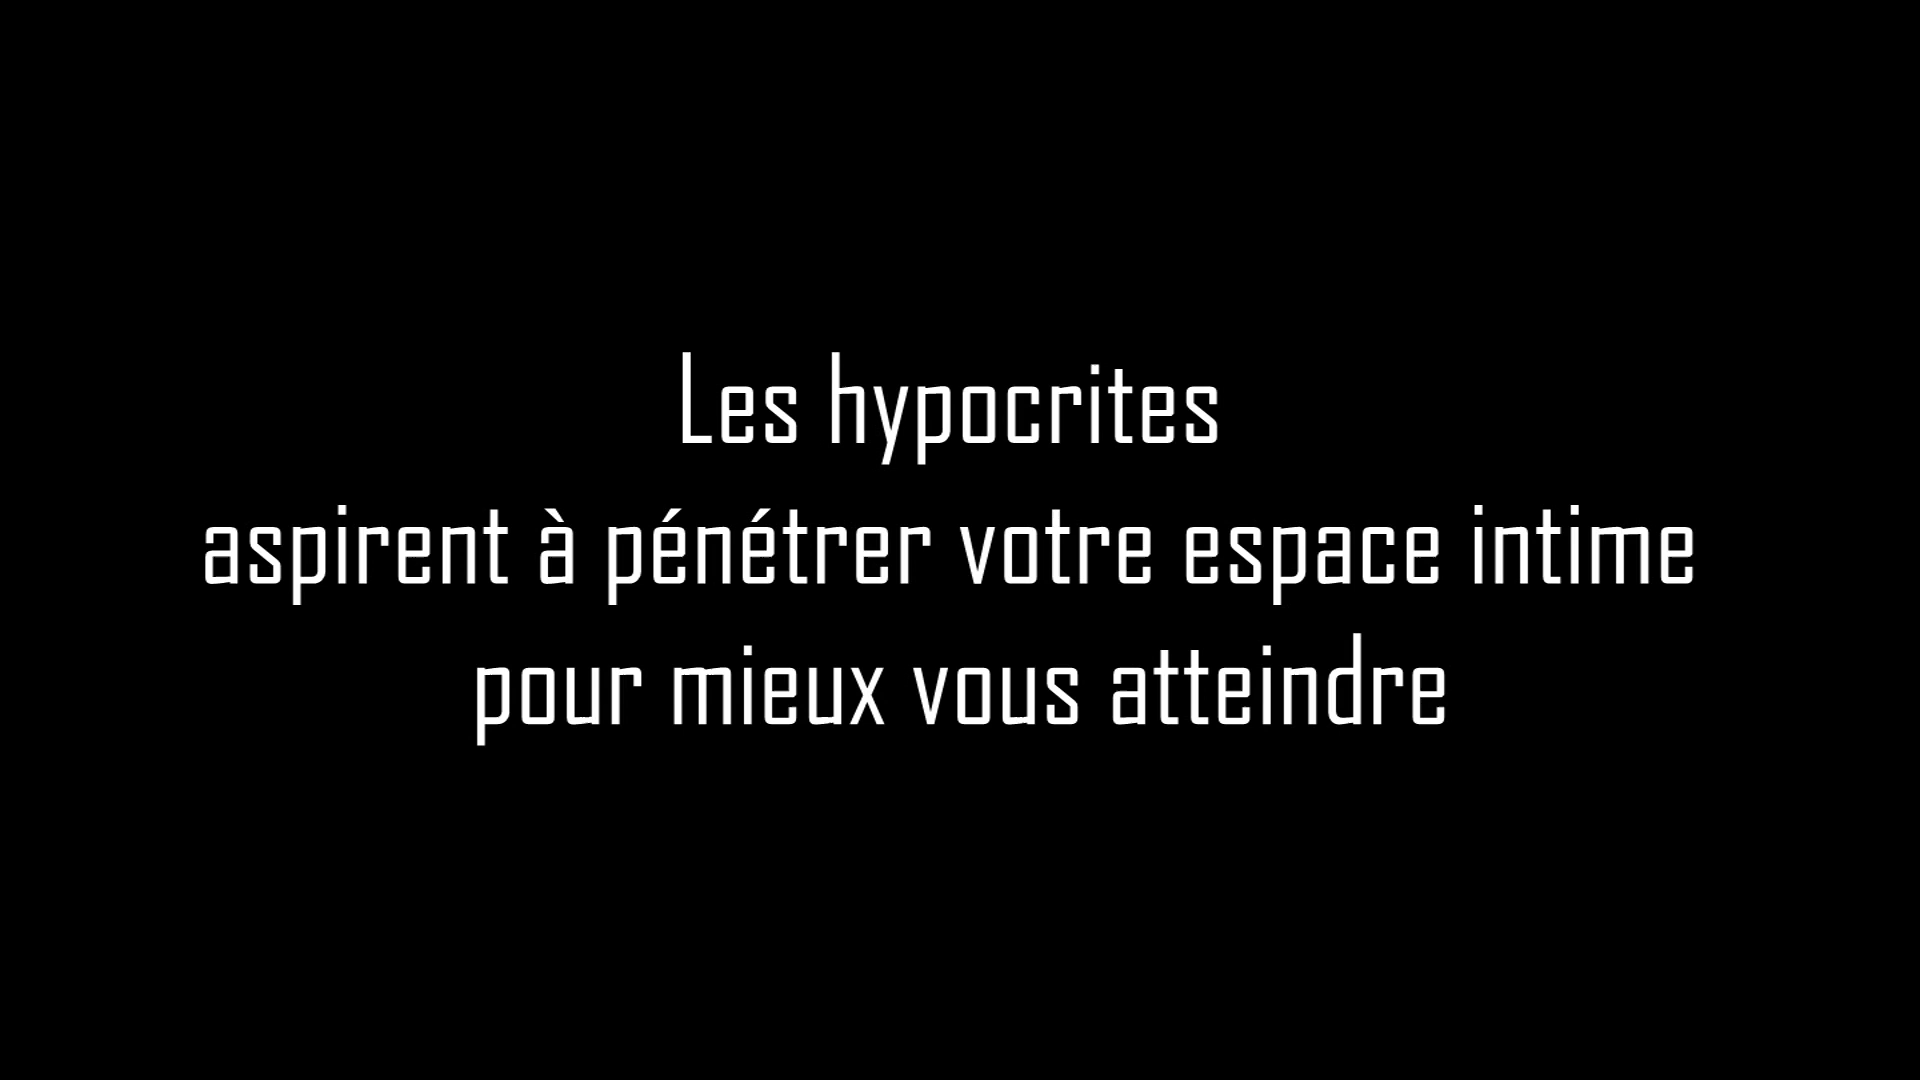 Les hypocrites
aspirent à pénétrer votre espace intime
pour mieux vous atteindre